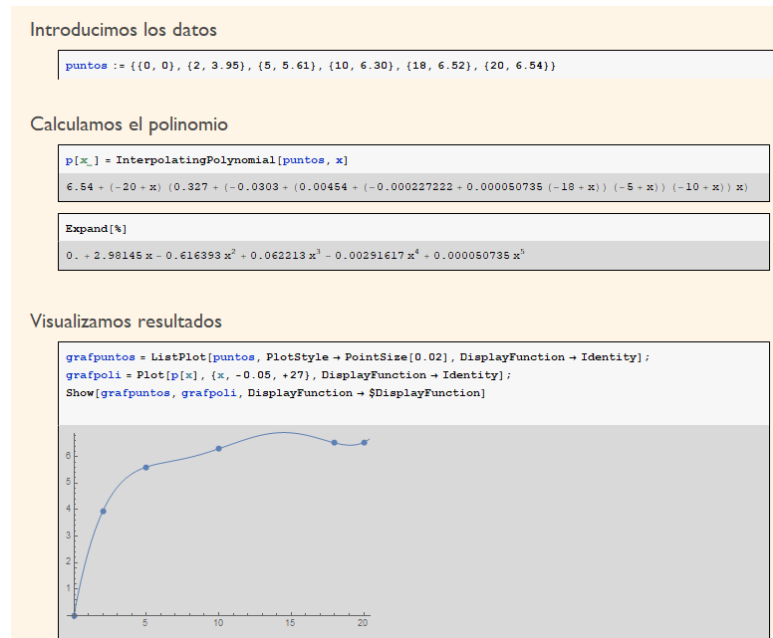 Introducimos los datos
puntos := {{0, 0}, {2, 3.95}, {5, 5.61}, {10, 6.30}, {18, 6.52}, {20, 6.54}}
Calculamos el polinomio
p[x_] = InterpolatingPolynomial[puntos, x]
6.54 + (-20 + x) (0.327 + (-0.0303 + (0.00454 + (-0.000227222 + 0.000050735 (-18 + x)) (-5 + x)) (-10 + x)) x)
Expand[%]
0. + 2.98145 x - 0.616393 x² + 0.062213 x³ - 0.00291617 x⁴ + 0.000050735 x⁵
Visualizamos resultados
grafpuntos = ListPlot[puntos, PlotStyle → PointSize[0.02], DisplayFunction → Identity];
grafpoli = Plot[p[x], {x, -0.05, +27}, DisplayFunction → Identity];
Show[grafpuntos, grafpoli, DisplayFunction → $DisplayFunction]
6
5
4
3
2
1
5 10 15 20